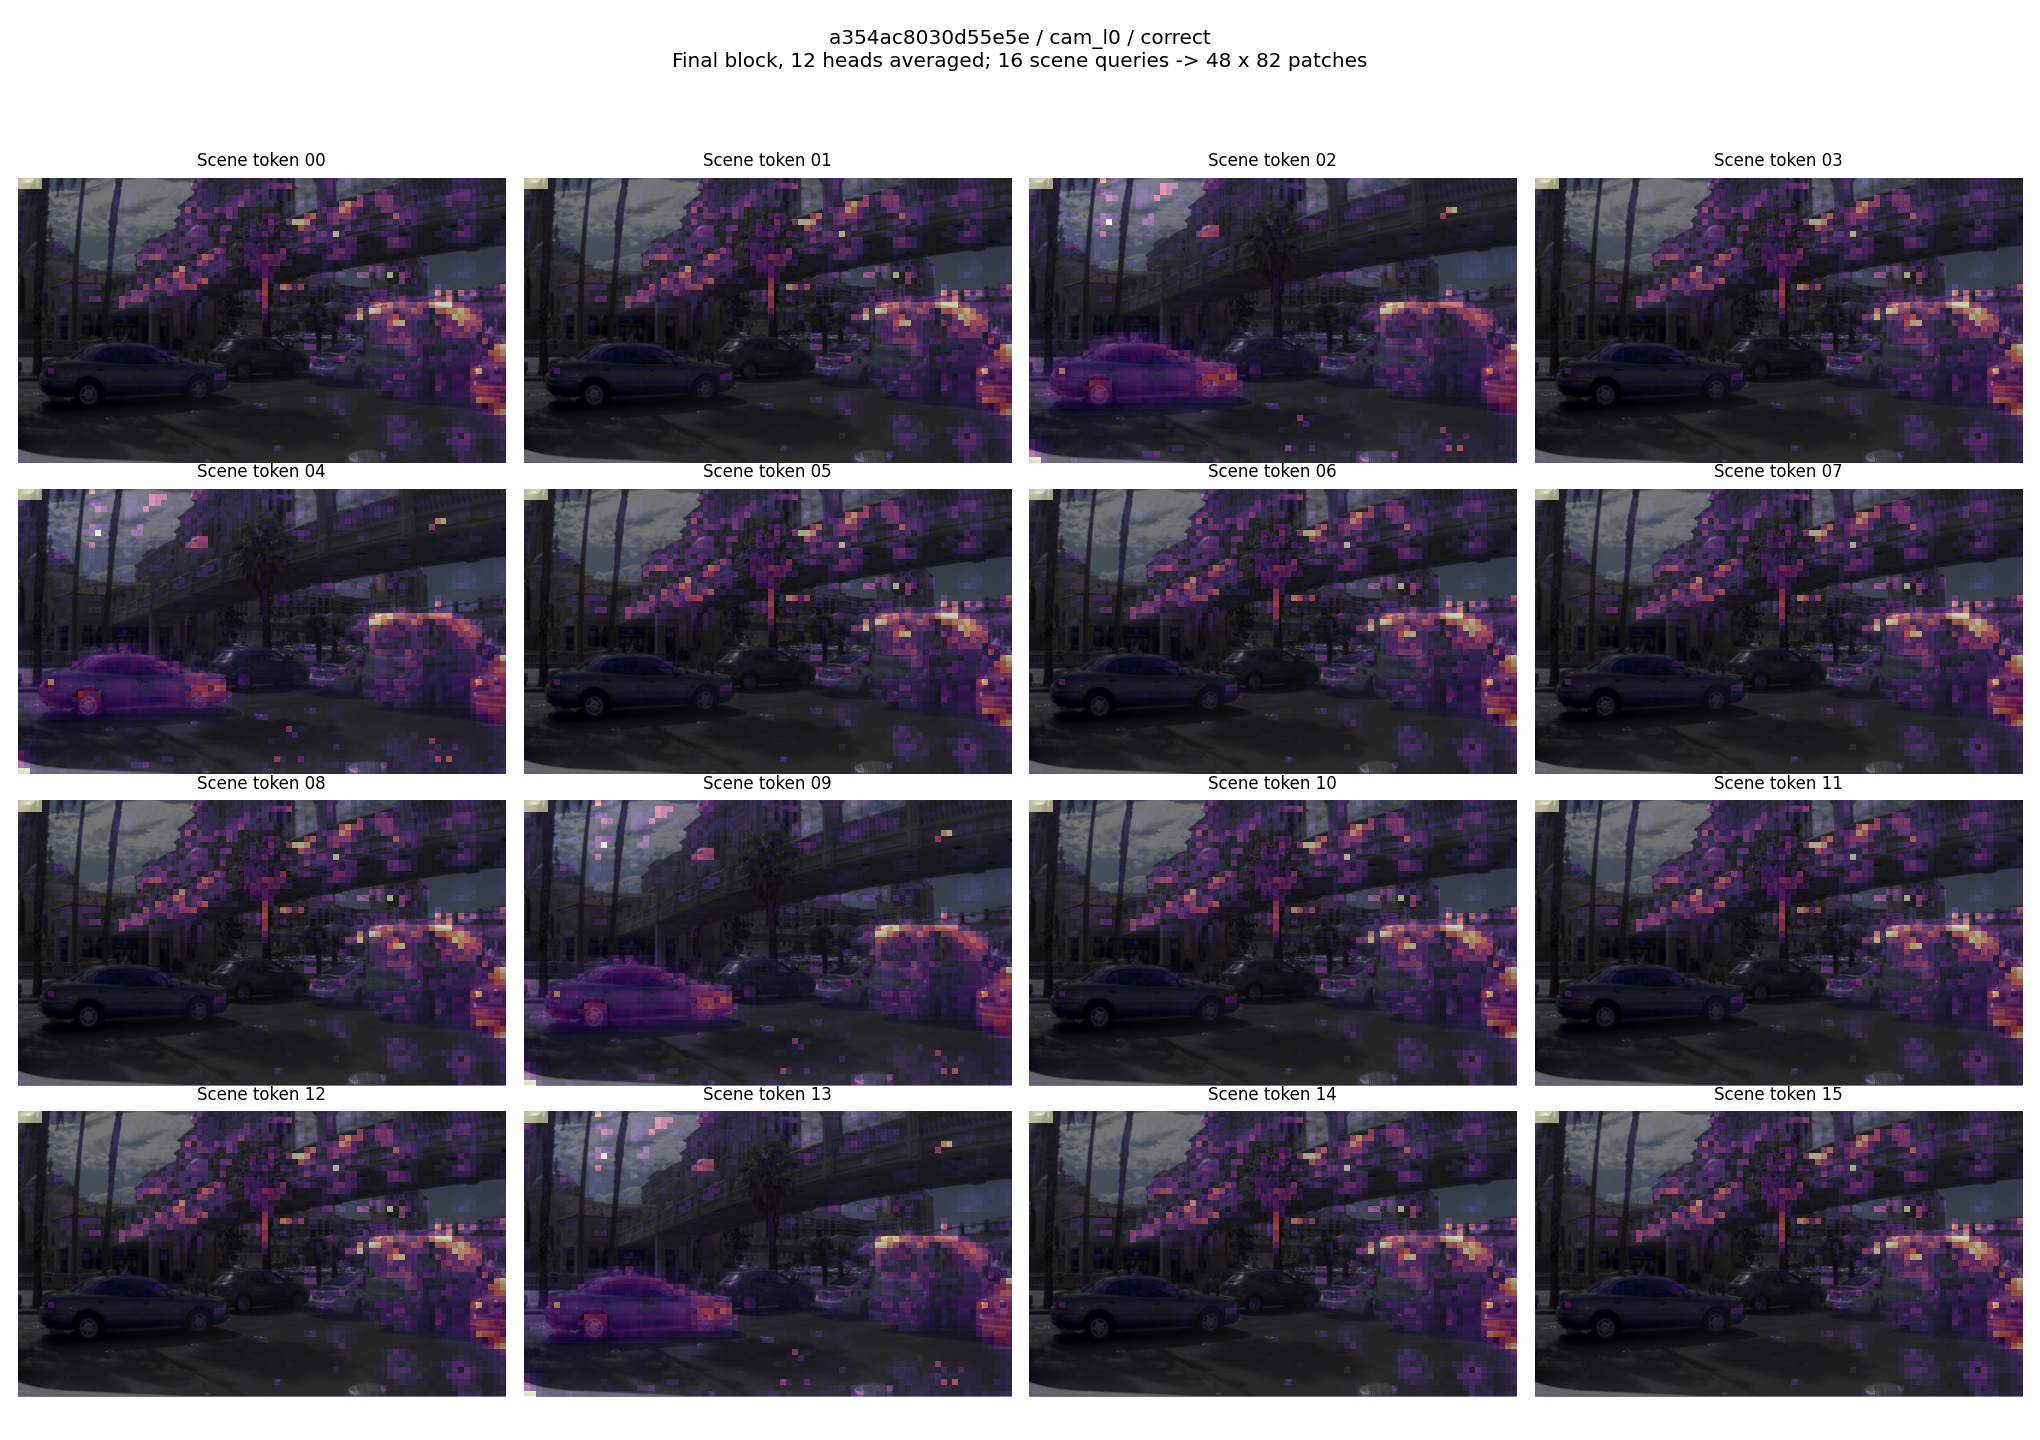 a354ac8030d55e5e / cam_l0 / correct
Final block, 12 heads averaged; 16 scene queries -> 48 x 82 patches
Scene token 00
Scene token 01
Scene token 02
Scene token 03
Scene token 04
Scene token 05
Scene token 06
Scene token 07
Scene token 08
Scene token 09
Scene token 10
Scene token 11
Scene token 12
Scene token 13
Scene token 14
Scene token 15